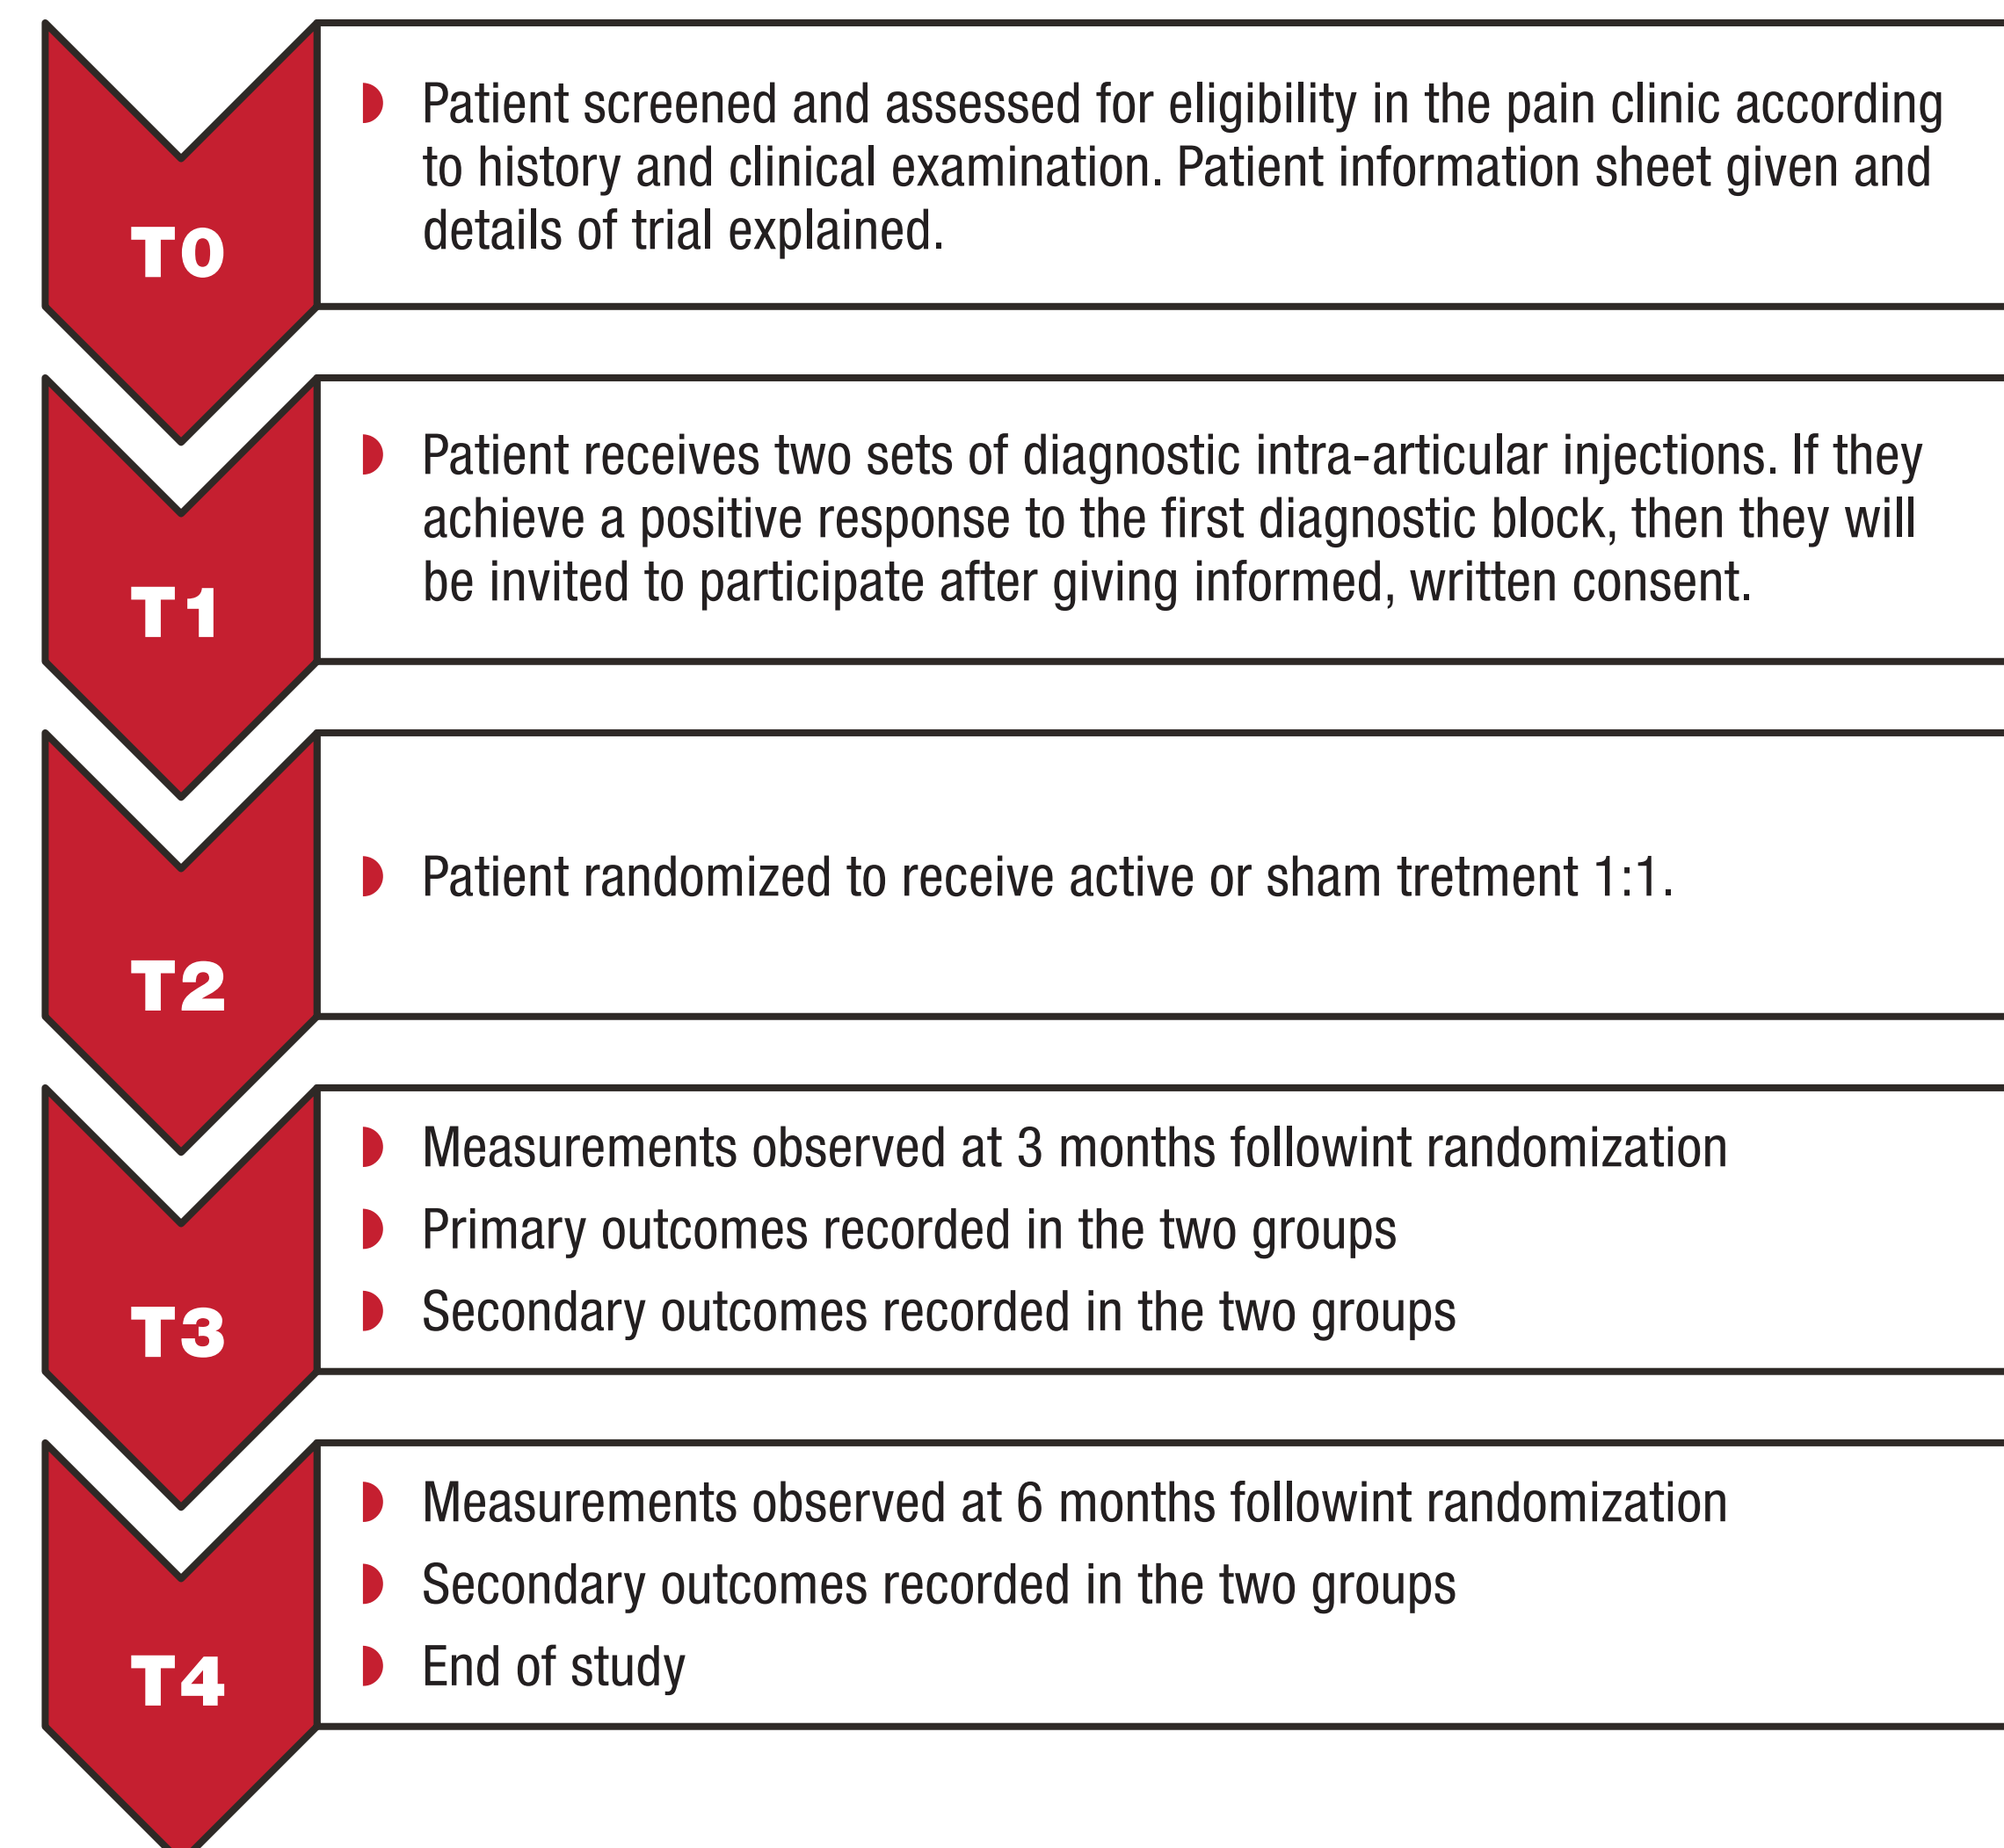 T0
Patient screened and assessed for eligibility in the pain clinic according
to history and clinical examination. Patient information sheet given and
details of trial explained.
T1
Patient receives two sets of diagnostic intra-articular injections. If they
achieve a positive response to the first diagnostic block, then they will
be invited to participate after giving informed, written consent.
T2
Patient randomized to receive active or sham tretment 1:1.
T3
Measurements observed at 3 months followint randomization
Primary outcomes recorded in the two groups
Secondary outcomes recorded in the two groups
T4
Measurements observed at 6 months followint randomization
Secondary outcomes recorded in the two groups
End of study